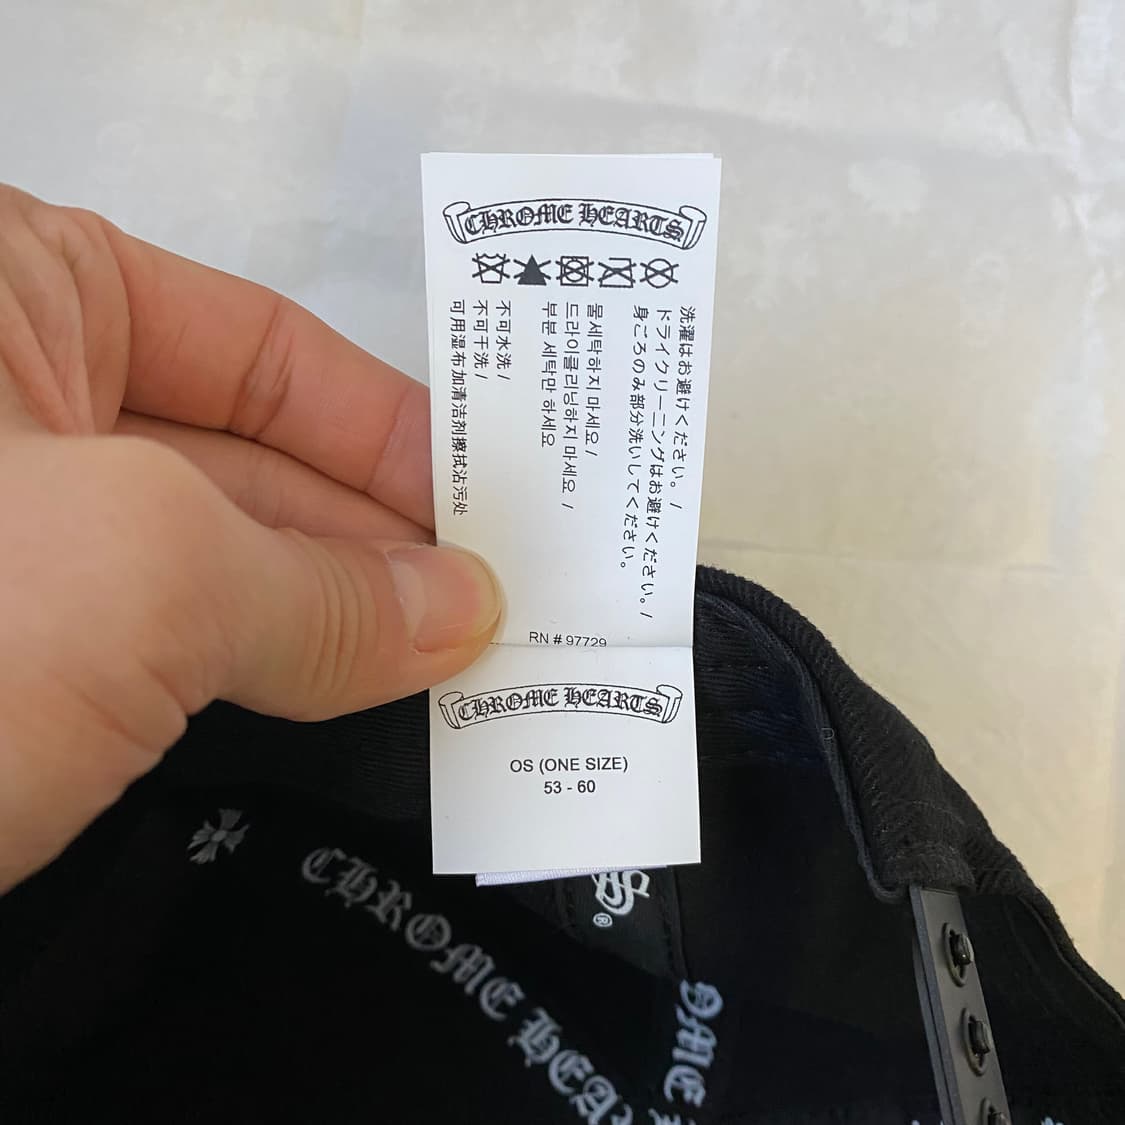 CHROME HEARTS
洗濯はお避けください。/
ドライクリーニングはお避けください。/
身ごろのみ部分洗いしてください。
물세탁하지 마세요 /
드라이클리닝하지 마세요 /
부분 세탁만 하세요
不可水洗 /
不可干洗 /
可用湿布加清洁剂擦拭沾污处
RN # 97729
CHROME HEARTS
OS (ONE SIZE)
53 - 60
S®
CHROME HEA
OME